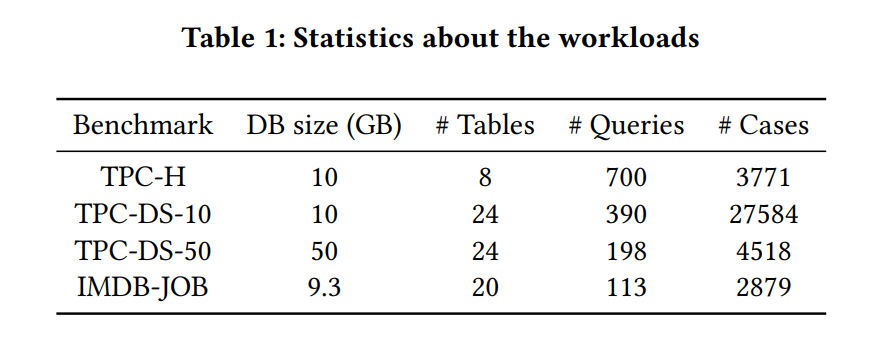 Table 1: Statistics about the workloads
Benchmark DB size (GB) # Tables # Queries # Cases
TPC-H 10 8 700 3771
TPC-DS-10 10 24 390 27584
TPC-DS-50 50 24 198 4518
IMDB-JOB 9.3 20 113 2879